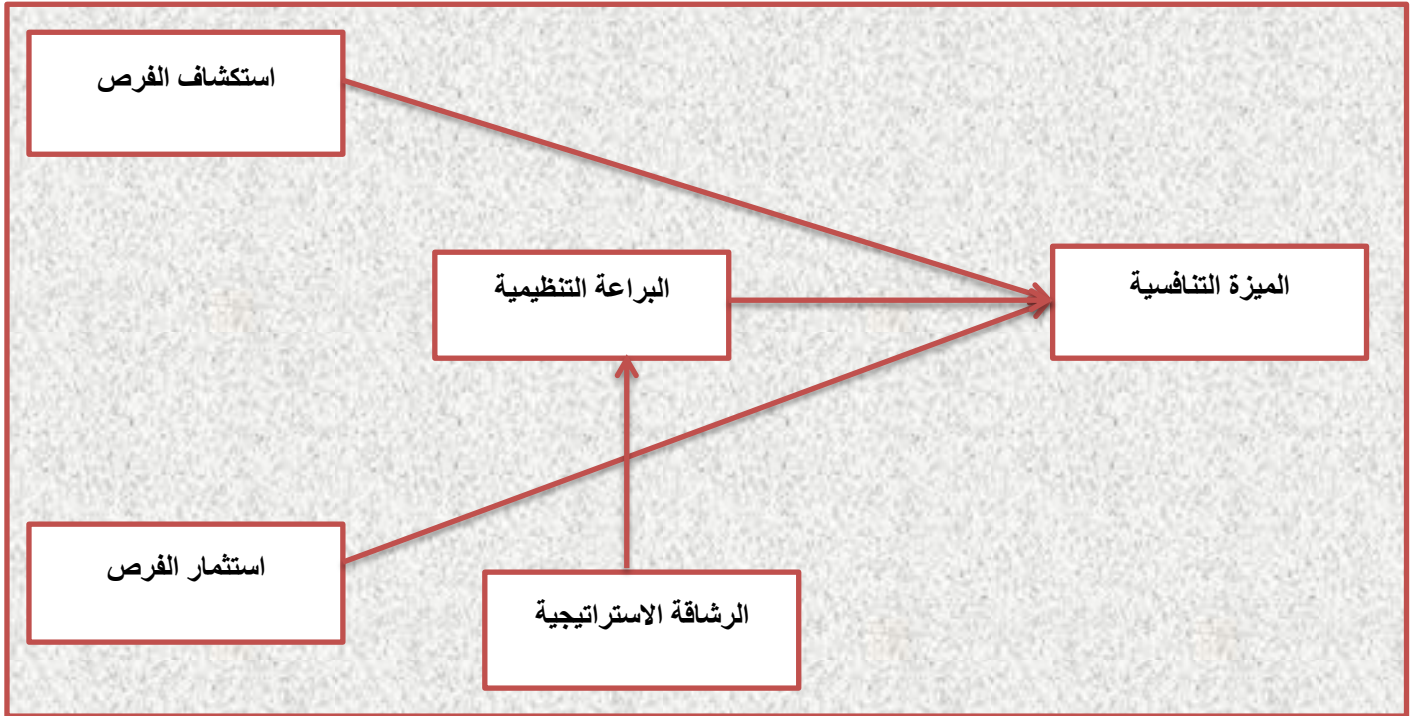 استكشاف الفرص
البراعة التنظيمية
الميزة التنافسية
استثمار الفرص
الرشاقة الاستراتيجية